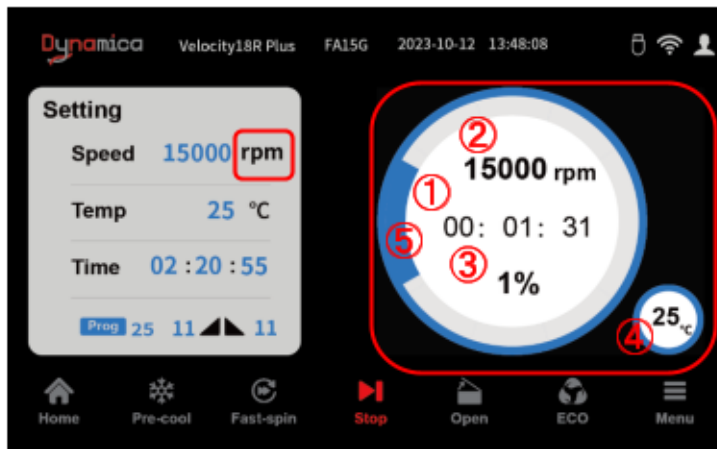 Dynamica Velocity18R Plus FA15G 2023-10-12 13:48:08
Setting
Speed 15000 rpm
Temp 25 °C
Time 02 : 20 : 55
Prog 25 11 11
②
15000 rpm
①
00: 01: 31
⑤
③
1%
25 °C
④
Home Pre-cool Fast-spin Stop Open ECO Menu